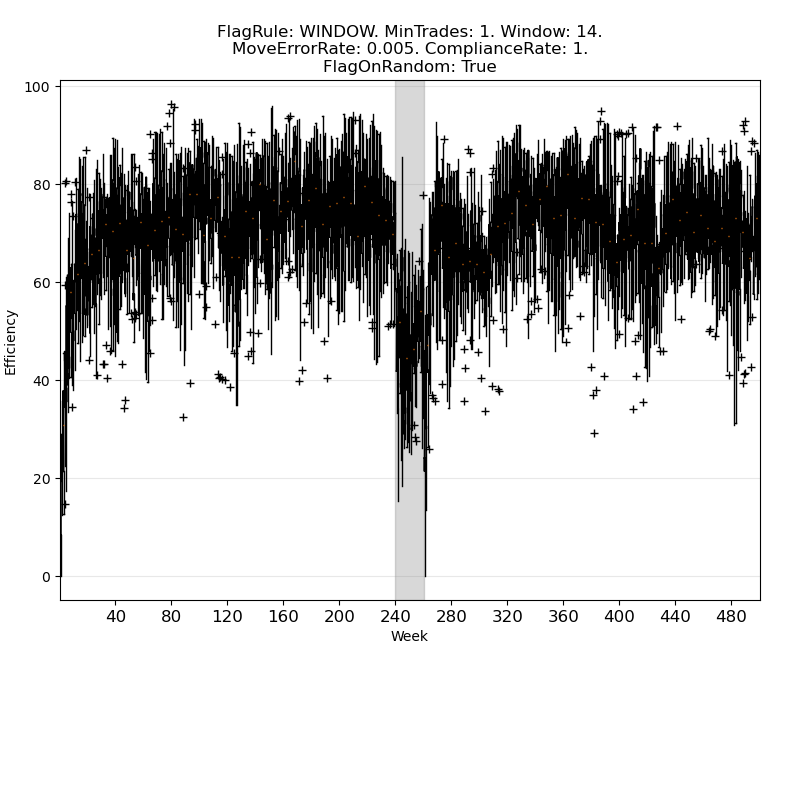 FlagRule: WINDOW. MinTrades: 1. Window: 14.
MoveErrorRate: 0.005. ComplianceRate: 1.
FlagOnRandom: True
100
80
60
40
20
0
Efficiency
40 80 120 160 200 240 280 320 360 400 440 480
Week